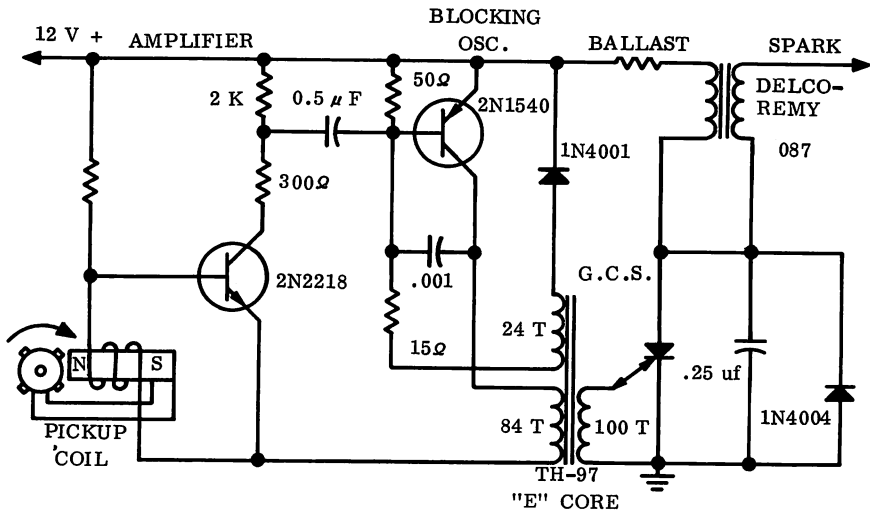 BLOCKING
12 V + AMPLIFIER OSC. BALLAST SPARK
2 K 0.5 μF 50Ω 2N1540 DELCO-
REMY
087
1N4001
300Ω
2N2218 .001 G.C.S.
24 T
15Ω
N S
.25 uf
84 T 100 T 1N4004
PICKUP
'COIL
TH-97
"E" CORE